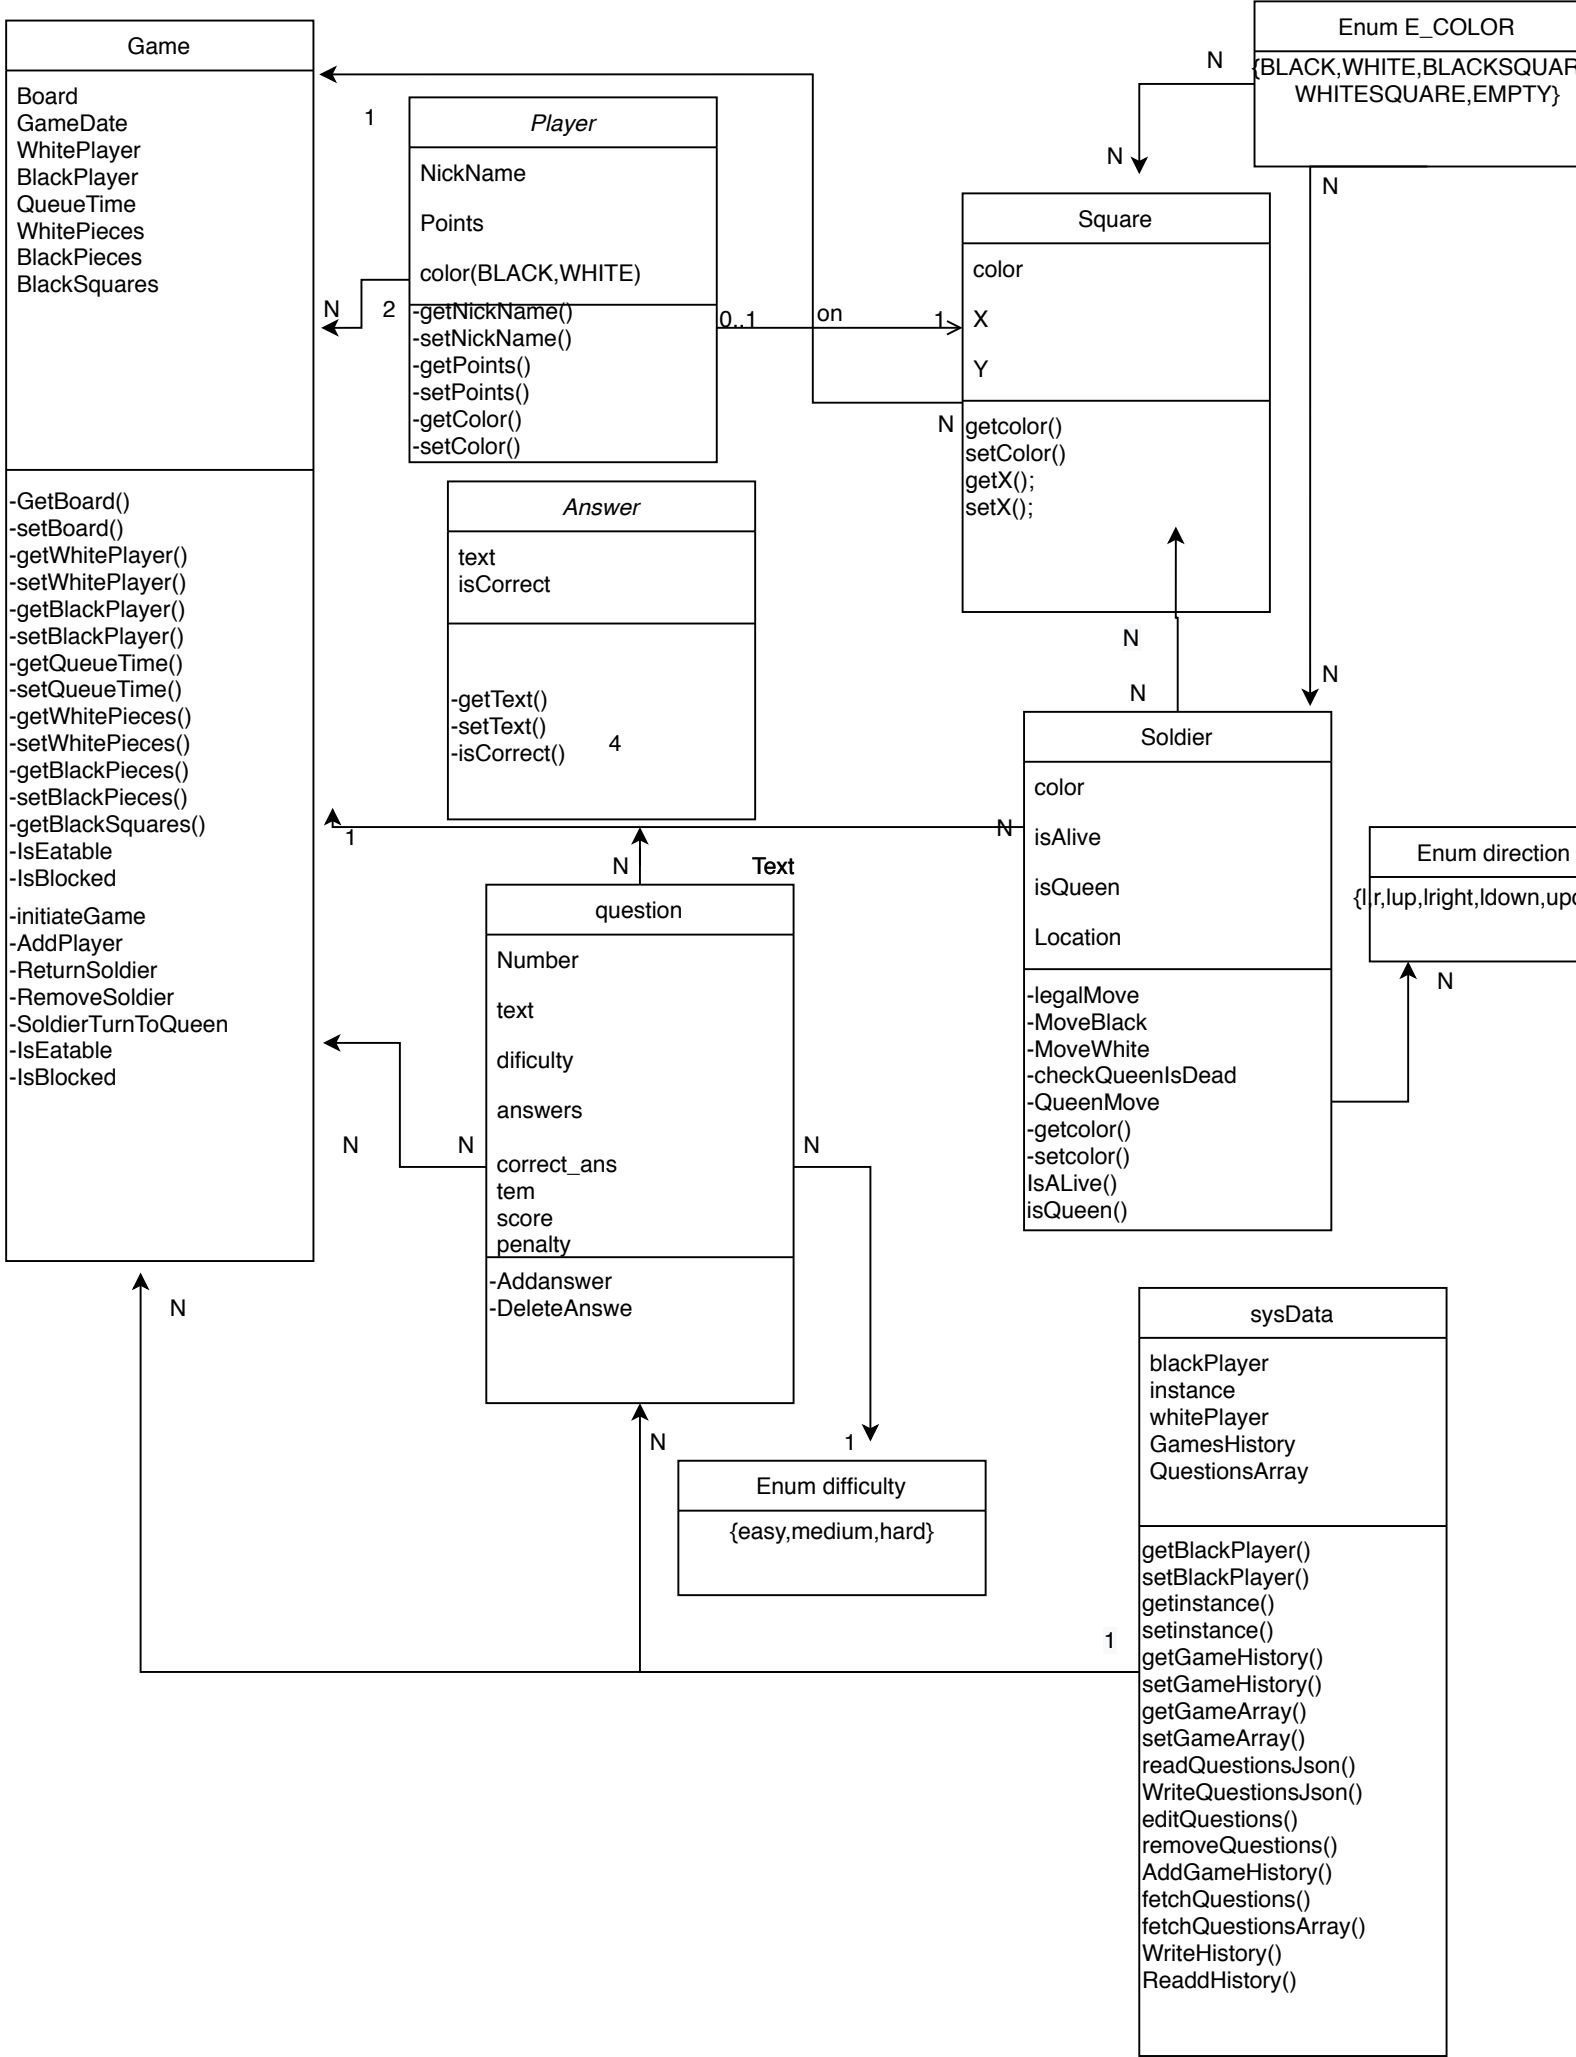 Game
Board
GameDate
WhitePlayer
BlackPlayer
QueueTime
WhitePieces
BlackPieces
BlackSquares
-GetBoard()
-setBoard()
-getWhitePlayer()
-setWhitePlayer()
-getBlackPlayer()
-setBlackPlayer()
-getQueueTime()
-setQueueTime()
-getWhitePieces()
-setWhitePieces()
-getBlackPieces()
-setBlackPieces()
-getBlackSquares()
-IsEatable
-IsBlocked
-initiateGame
-AddPlayer
-ReturnSoldier
-RemoveSoldier
-SoldierTurnToQueen
-IsEatable
-IsBlocked
1
Player
NickName
Points
color(BLACK,WHITE)
-getNickName()
-setNickName()
-getPoints()
-setPoints()
-getColor()
-setColor()
N
2
0..1
on
1
N
Enum E_COLOR
{BLACK,WHITE,BLACKSQUAR
WHITESQUARE,EMPTY}
N
N
N
Square
color
X
Y
getcolor()
setColor()
getX();
setX();
N
N
N
Answer
text
isCorrect
-getText()
-setText()
-isCorrect()
4
1
N
N
Text
Soldier
color
isAlive
isQueen
Location
-legalMove
-MoveBlack
-MoveWhite
-checkQueenIsDead
-QueenMove
-getcolor()
-setcolor()
IsALive()
isQueen()
Enum direction
{l,r,lup,lright,ldown,upd
N
question
Number
text
dificulty
answers
correct_ans
tem
score
penalty
-Addanswer
-DeleteAnswe
N
N
N
N
N
1
Enum difficulty
{easy,medium,hard}
sysData
blackPlayer
instance
whitePlayer
GamesHistory
QuestionsArray
getBlackPlayer()
setBlackPlayer()
getinstance()
setinstance()
getGameHistory()
setGameHistory()
getGameArray()
setGameArray()
readQuestionsJson()
WriteQuestionsJson()
editQuestions()
removeQuestions()
AddGameHistory()
fetchQuestions()
fetchQuestionsArray()
WriteHistory()
ReaddHistory()
1